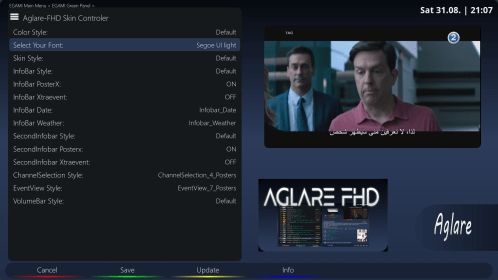 EGAMI Main Menu » EGAMI Green Panel »
Sat 31.08. | 21:07
Aglare-FHD Skin Controler
Color Style: Default
Select Your Font: Segoe UI light
Skin Style: Default
InfoBar Style: Default
InfoBar PosterX: ON
InfoBar Xtraevent: OFF
InfoBar Date: Infobar_Date
InfoBar Weather: Infobar_Weather
SecondInfobar Style: Default
SecondInfobar Posterx: ON
SecondInfobar Xtraevent: OFF
ChannelSelection Style: ChannelSelection_4_Posters
EventView Style: EventView_7_Posters
VolumeBar Style: Default
2
لذا، لا تعرفين متى سيظهر شخص
AGLARE FHD
Aglare
Cancel
Save
Update
Info